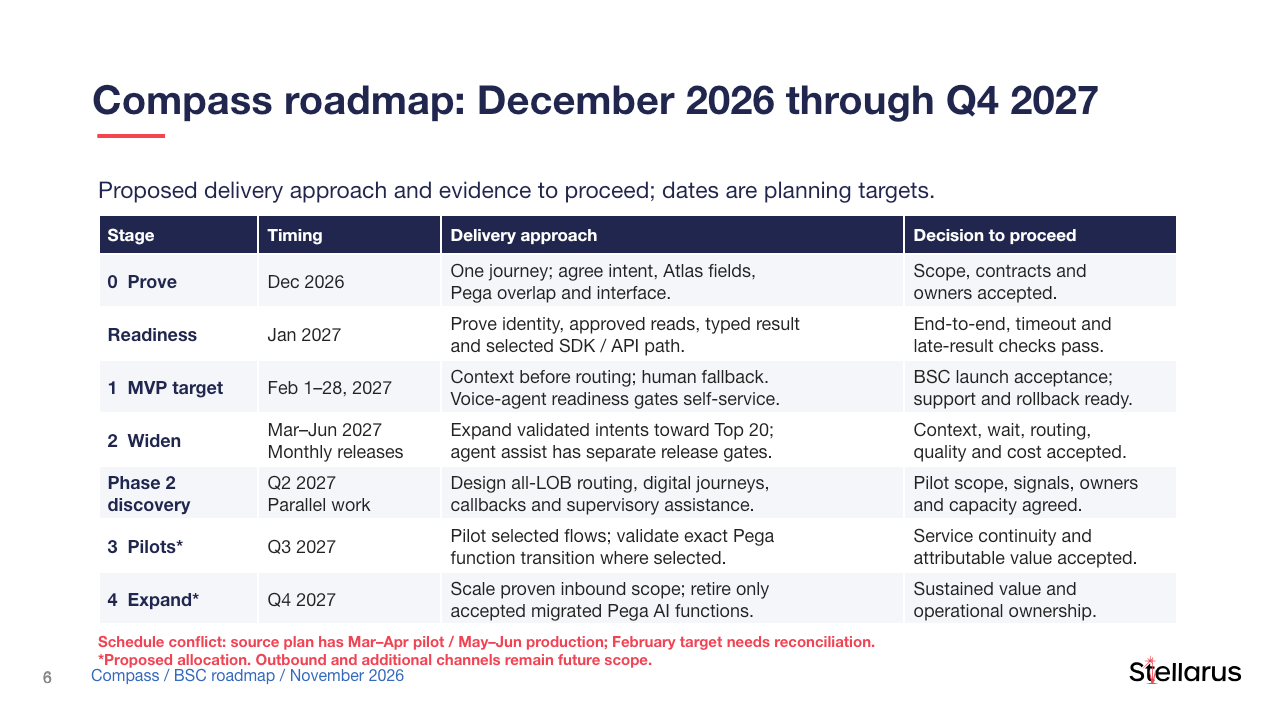 Compass roadmap: December 2026 through Q4 2027
Proposed delivery approach and evidence to proceed; dates are planning targets.
Stage
Timing
Delivery approach
Decision to proceed
0 Prove
Dec 2026
One journey; agree intent, Atlas fields,
Pega overlap and interface.
Scope, contracts and
owners accepted.
Readiness
Jan 2027
Prove identity, approved reads, typed result
and selected SDK / API path.
End-to-end, timeout and
late-result checks pass.
1 MVP target
Feb 1–28, 2027
Context before routing; human fallback.
Voice-agent readiness gates self-service.
BSC launch acceptance;
support and rollback ready.
2 Widen
Mar–Jun 2027
Monthly releases
Expand validated intents toward Top 20;
agent assist has separate release gates.
Context, wait, routing,
quality and cost accepted.
Phase 2
discovery
Q2 2027
Parallel work
Design all-LOB routing, digital journeys,
callbacks and supervisory assistance.
Pilot scope, signals, owners
and capacity agreed.
3 Pilots*
Q3 2027
Pilot selected flows; validate exact Pega
function transition where selected.
Service continuity and
attributable value accepted.
4 Expand*
Q4 2027
Scale proven inbound scope; retire only
accepted migrated Pega AI functions.
Sustained value and
operational ownership.
Schedule conflict: source plan has Mar–Apr pilot / May–Jun production; February target needs reconciliation.
*Proposed allocation. Outbound and additional channels remain future scope.
6
Compass / BSC roadmap / November 2026
Stellarus